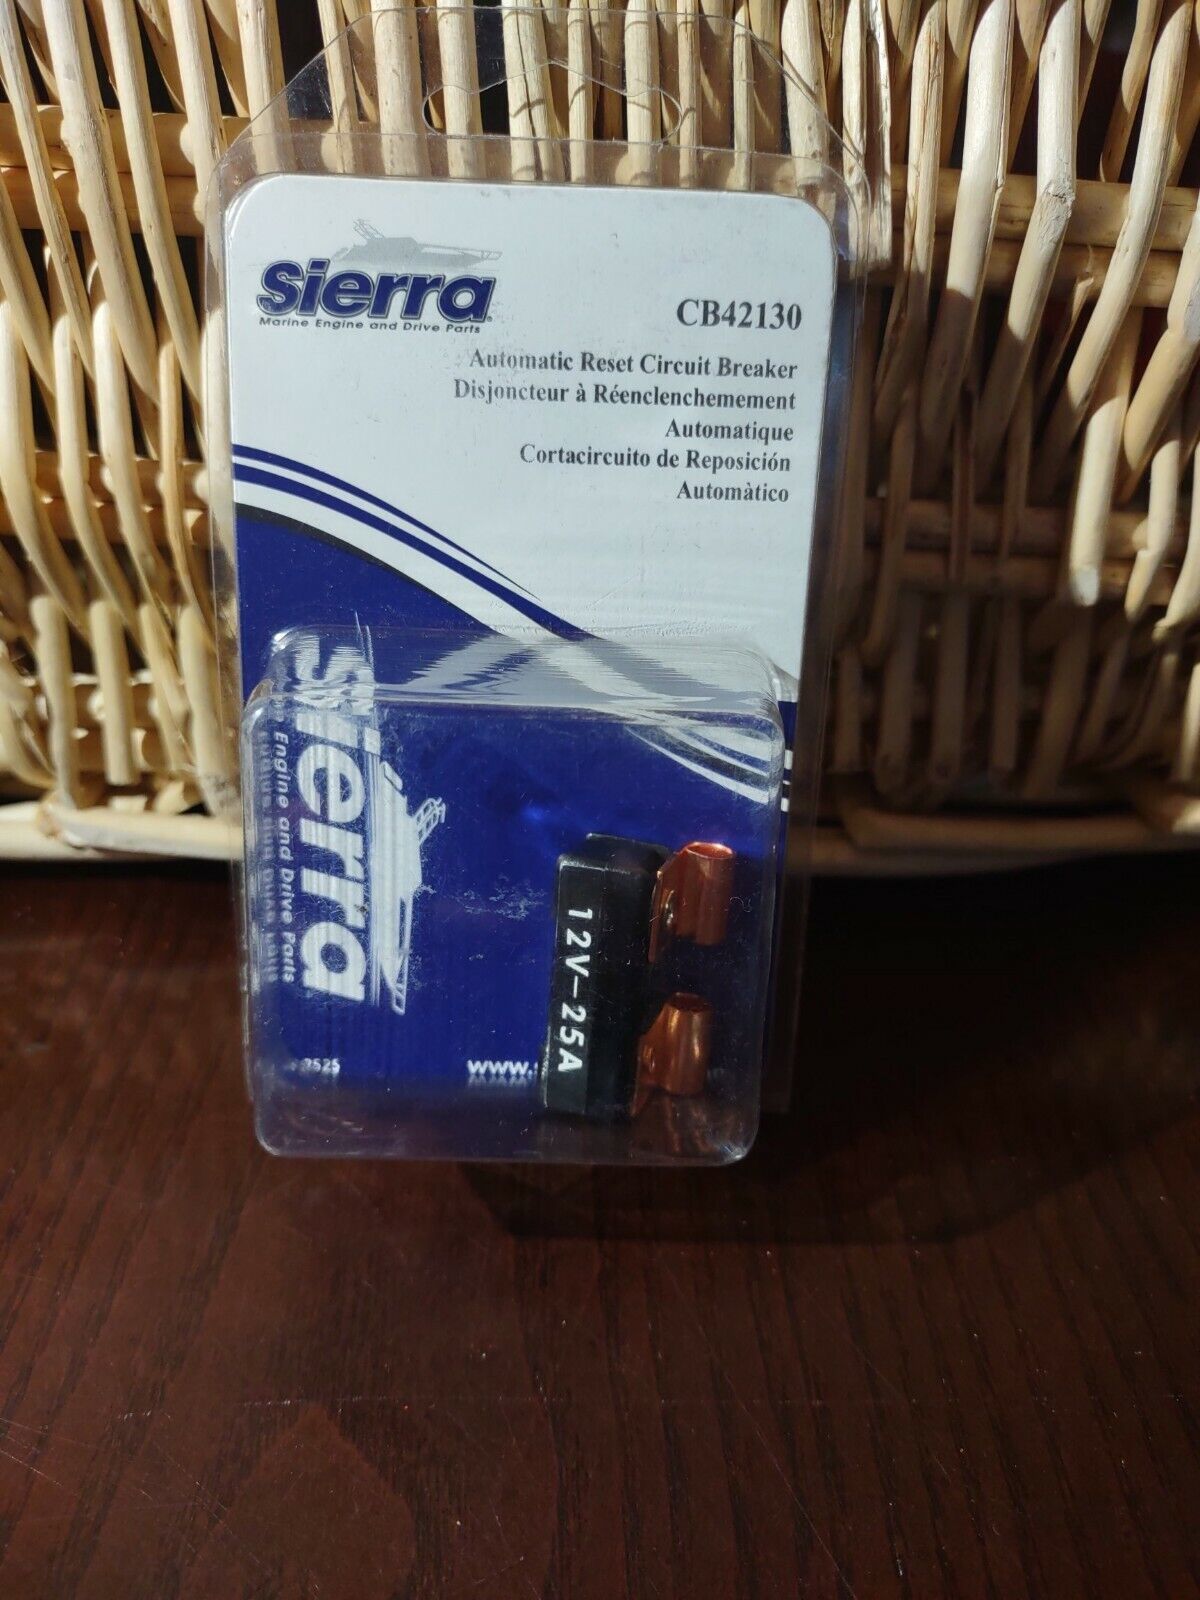 Sierra
Marine Engine and Drive Parts
CB42130
Automatic Reset Circuit Breaker
Disjoncteur à Réenclenchemement
Automatique
Cortacircuito de Reposición
Automàtico
Sierra
Engine and Drive Parts
2525
www.
12V-25A